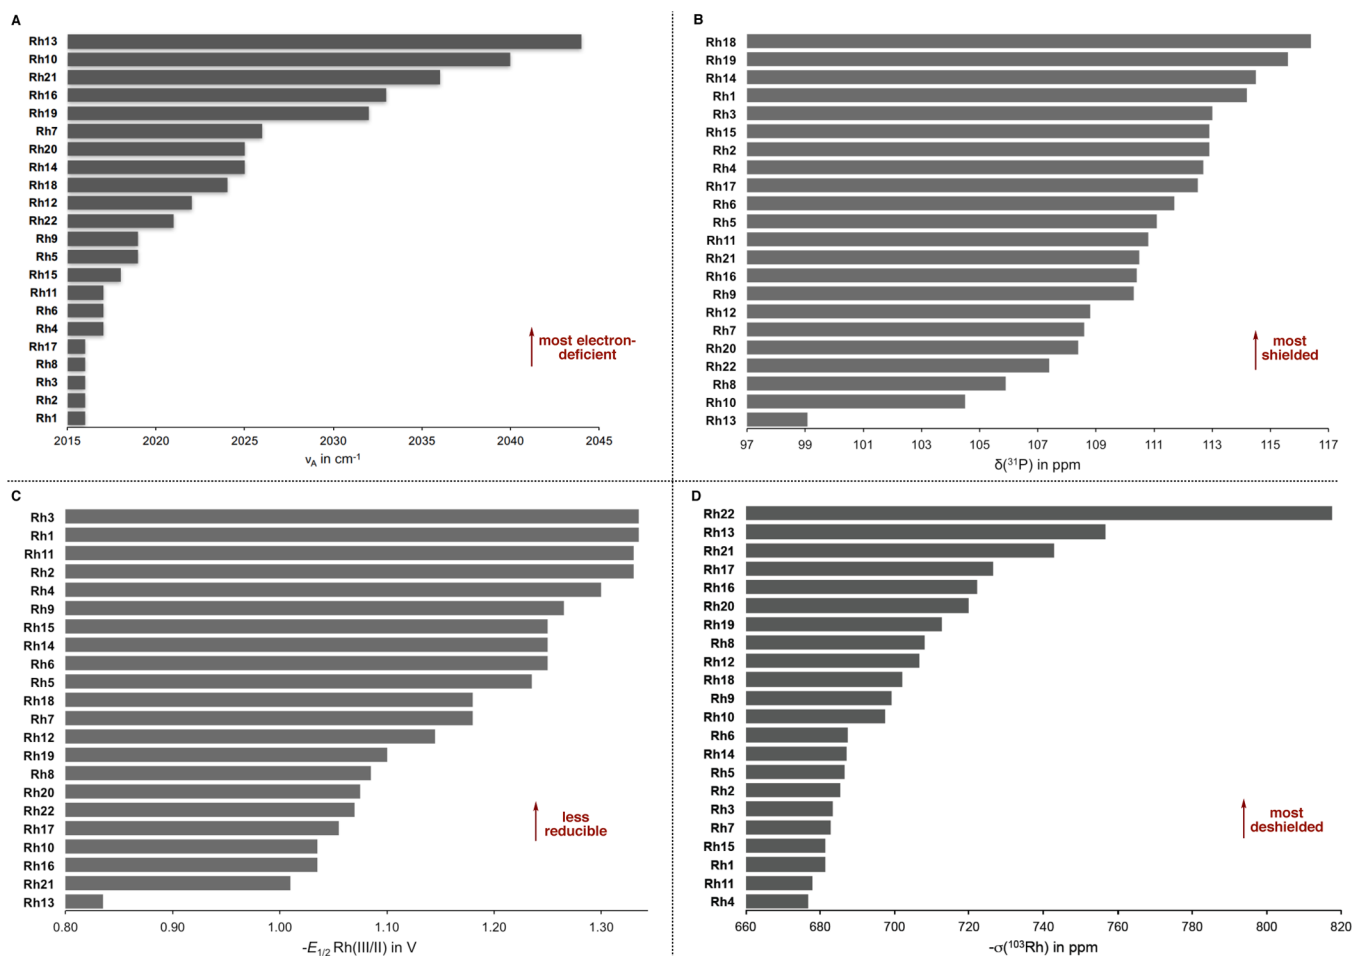 A
Rh13
Rh10
Rh21
Rh16
Rh19
Rh7
Rh20
Rh14
Rh18
Rh12
Rh22
Rh9
Rh5
Rh15
Rh11
Rh6
Rh4
Rh17
Rh8
Rh3
Rh2
Rh1
most electron-
deficient
2015 2020 2025 2030 2035 2040 2045
νA in cm-1
B
Rh18
Rh19
Rh14
Rh1
Rh3
Rh15
Rh2
Rh4
Rh17
Rh6
Rh5
Rh11
Rh21
Rh16
Rh9
Rh12
Rh7
Rh20
Rh22
Rh8
Rh10
Rh13
most
shielded
97 99 101 103 105 107 109 111 113 115 117
δ(31P) in ppm
C
Rh3
Rh1
Rh11
Rh2
Rh4
Rh9
Rh15
Rh14
Rh6
Rh5
Rh18
Rh7
Rh12
Rh19
Rh8
Rh20
Rh22
Rh17
Rh10
Rh16
Rh21
Rh13
less
reducible
0.80 0.90 1.00 1.10 1.20 1.30
-E1/2 Rh(III/II) in V
D
Rh22
Rh13
Rh21
Rh17
Rh16
Rh20
Rh19
Rh8
Rh12
Rh18
Rh9
Rh10
Rh6
Rh14
Rh5
Rh2
Rh3
Rh7
Rh15
Rh1
Rh11
Rh4
most
deshielded
660 680 700 720 740 760 780 800 820
-σ(103Rh) in ppm